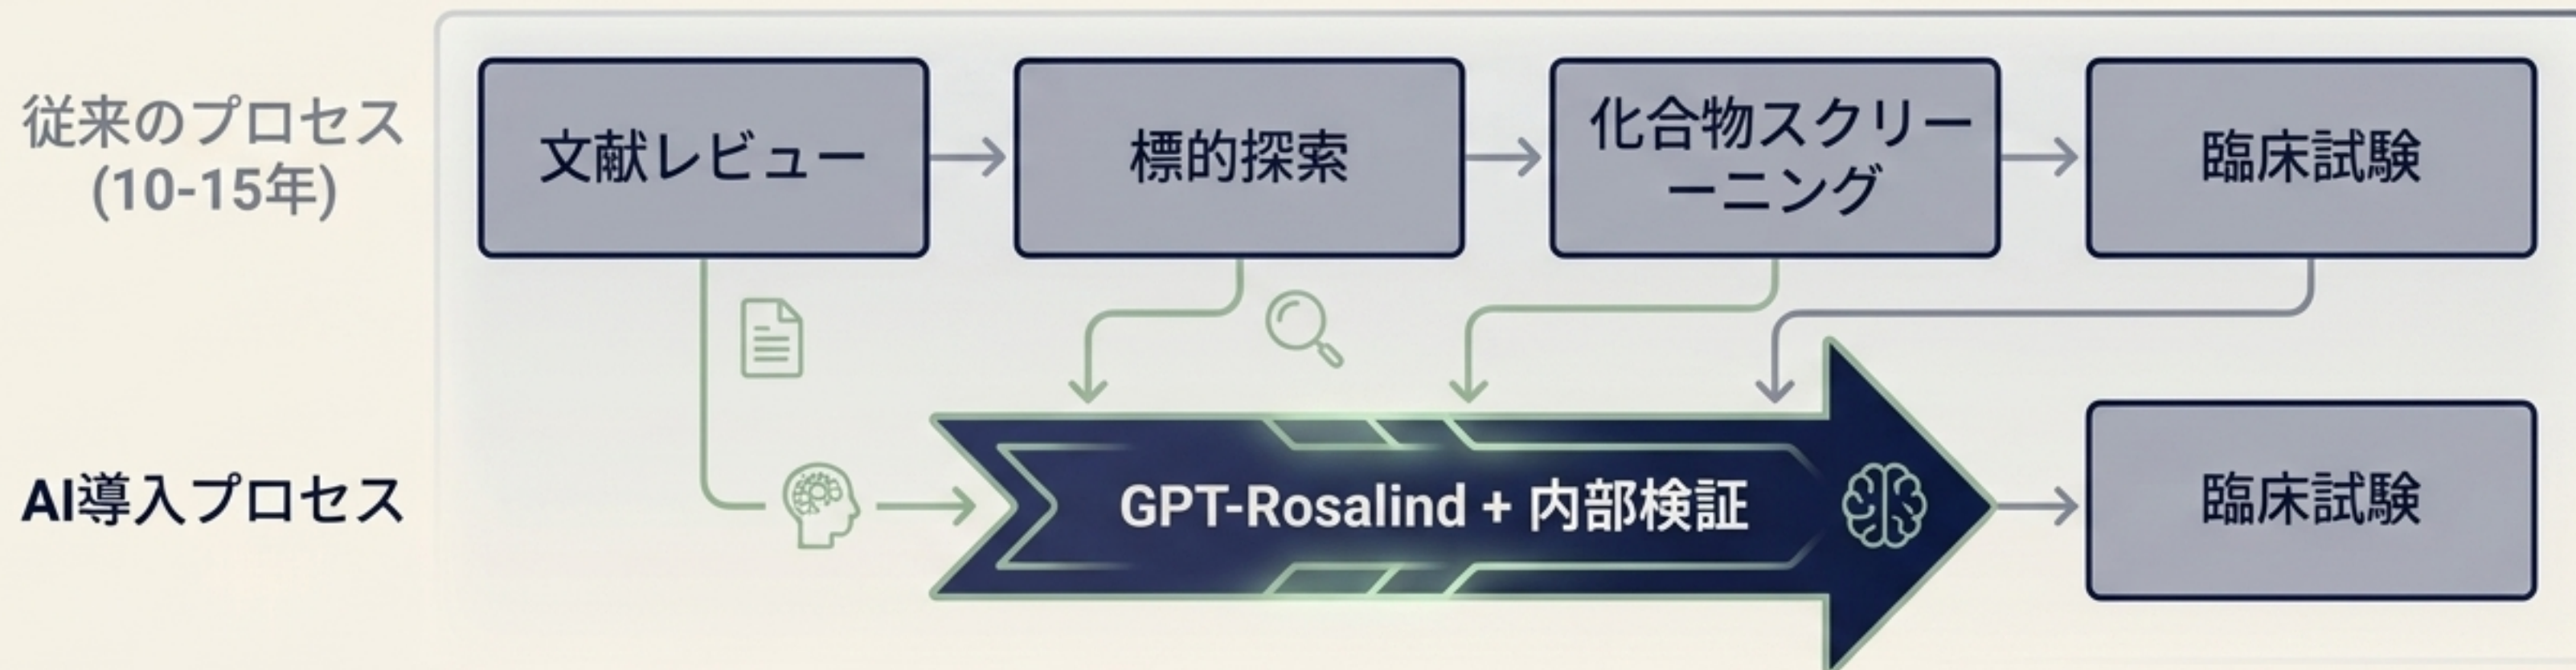 従来のプロセス
(10-15年)
文献レビュー
標的探索
化合物スクリー
ーニング
臨床試験
AI導入プロセス
GPT-Rosalind + 内部検証
臨床試験